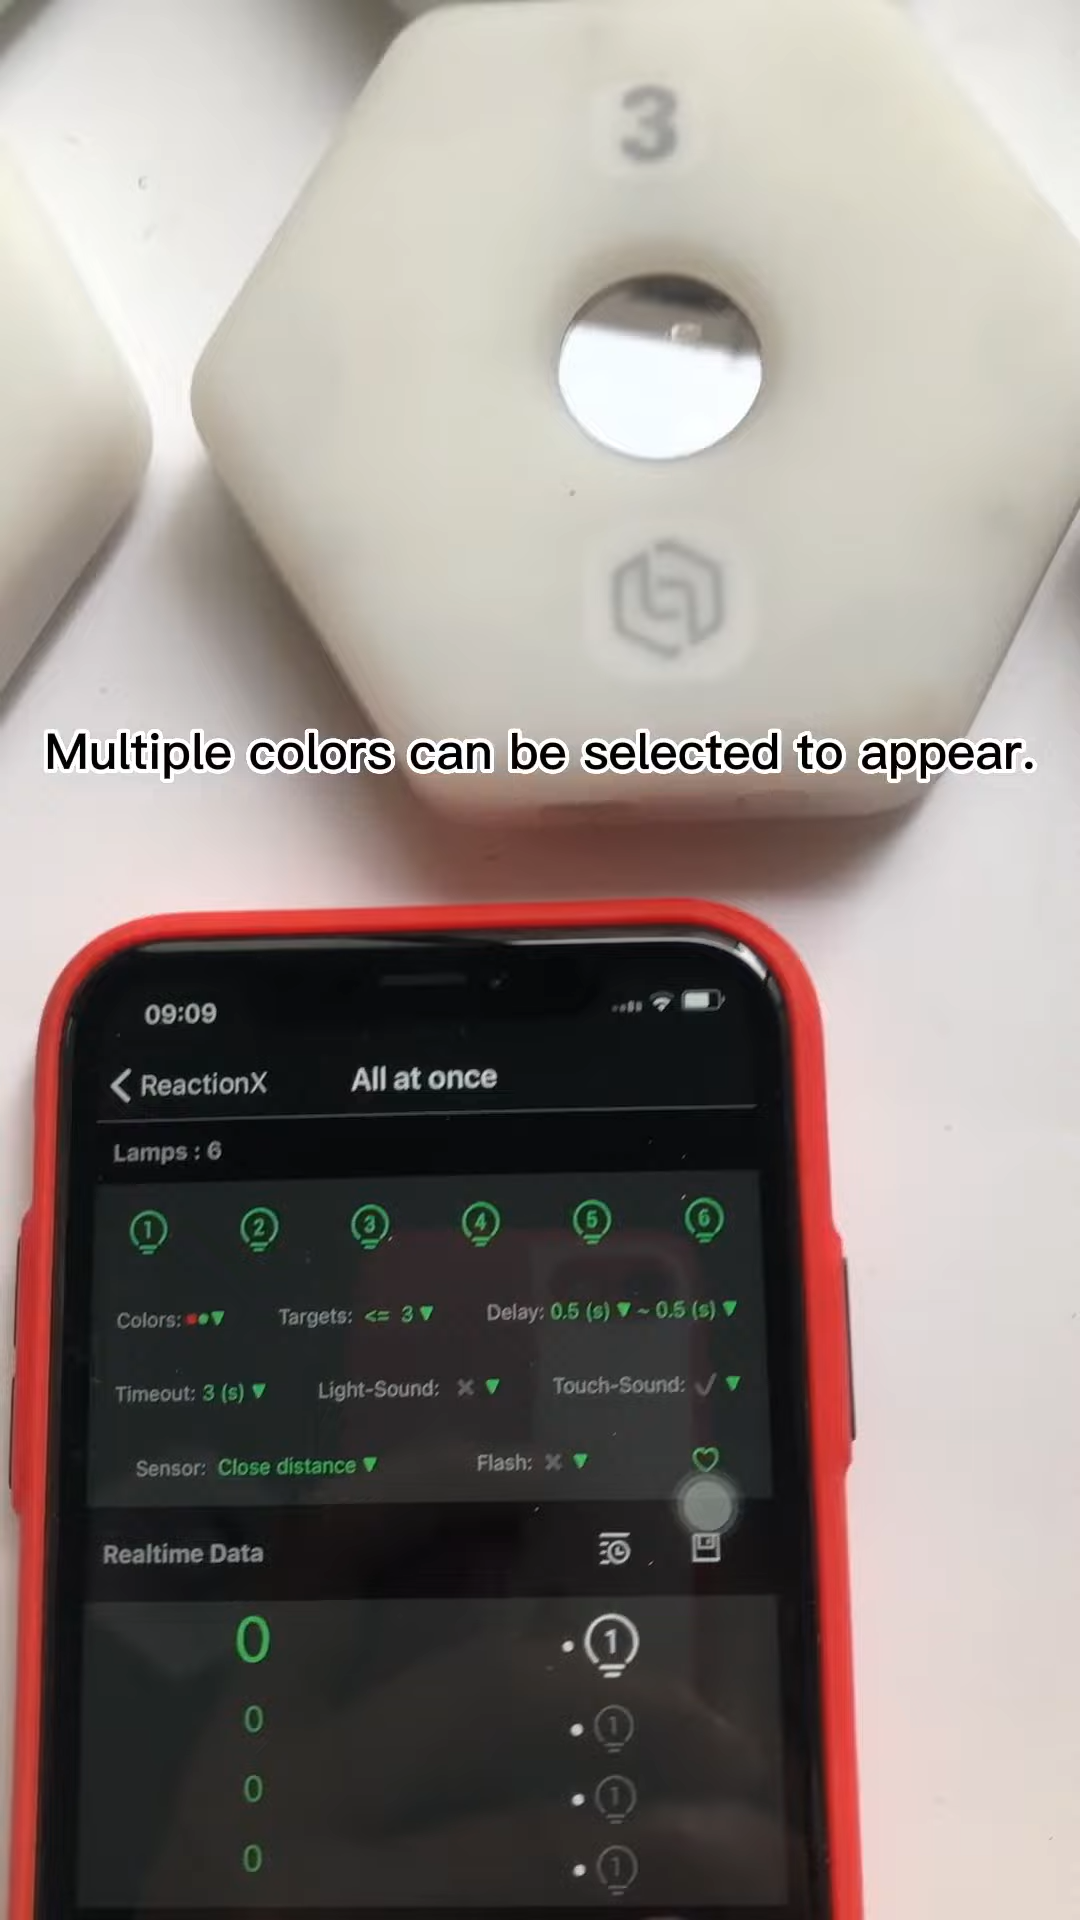 3
Multiple colors can be selected to appear.
09:09
ReactionX All at once
Lamps : 6
1 2 3 4 5 6
Colors: Targets: <= 3 Delay: 0.5 (s) ~ 0.5 (s)
Timeout: 3 (s) Light-Sound: Touch-Sound:
Sensor: Close distance Flash:
Realtime Data
0 1
0 1
0 1
0 1